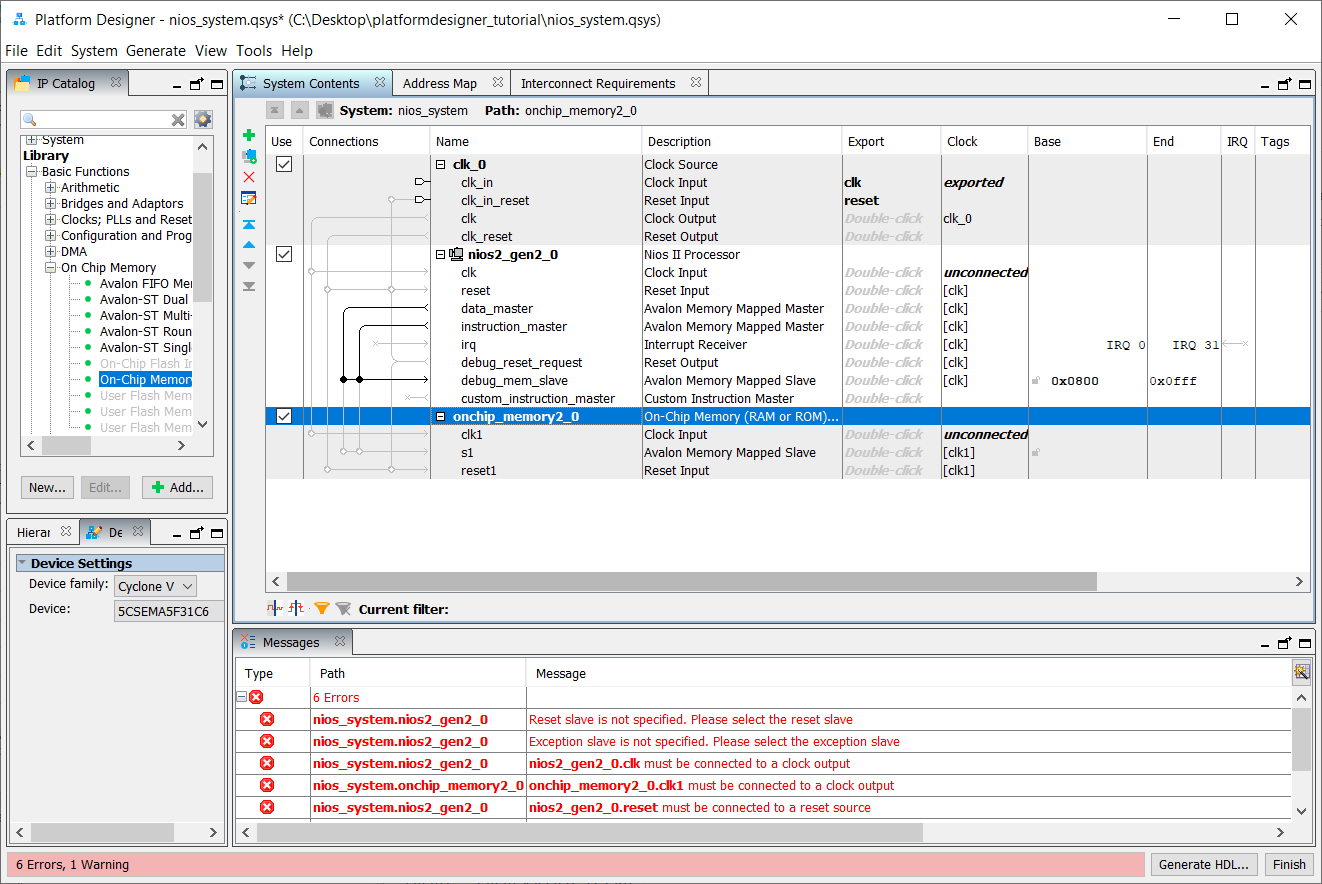 Platform Designer - nios_system.qsys* (C:\Desktop\platformdesigner_tutorial\nios_system.qsys)
File Edit System Generate View Tools Help
IP Catalog
System
Library
Basic Functions
Arithmetic
Bridges and Adaptors
Clocks; PLLs and Reset
Configuration and Prog
DMA
On Chip Memory
Avalon FIFO Me
Avalon-ST Dual
Avalon-ST Multi-
Avalon-ST Roun
Avalon-ST Singl
On-Chip Flash I
On-Chip Memory
User Flash Mem
User Flash Mem
User Flash Mem
New... Edit... Add...
Hierar De
Device Settings
Device family: Cyclone V
Device: 5CSEMA5F31C6
System Contents Address Map Interconnect Requirements
System: nios_system Path: onchip_memory2_0
Use Connections Name Description Export Clock Base End IRQ Tags
clk_0 Clock Source
clk_in Clock Input clk exported
clk_in_reset Reset Input reset
clk Clock Output Double-click clk_0
clk_reset Reset Output Double-click
nios2_gen2_0 Nios II Processor
clk Clock Input Double-click unconnected
reset Reset Input Double-click [clk]
data_master Avalon Memory Mapped Master Double-click [clk]
instruction_master Avalon Memory Mapped Master Double-click [clk]
irq Interrupt Receiver Double-click [clk] IRQ 0 IRQ 31
debug_reset_request Reset Output Double-click [clk]
debug_mem_slave Avalon Memory Mapped Slave Double-click [clk] 0x0800 0x0fff
custom_instruction_master Custom Instruction Master Double-click
onchip_memory2_0 On-Chip Memory (RAM or ROM)...
clk1 Clock Input Double-click unconnected
s1 Avalon Memory Mapped Slave Double-click [clk1]
reset1 Reset Input Double-click [clk1]
Current filter:
Messages
Type Path Message
6 Errors
nios_system.nios2_gen2_0 Reset slave is not specified. Please select the reset slave
nios_system.nios2_gen2_0 Exception slave is not specified. Please select the exception slave
nios_system.nios2_gen2_0 nios2_gen2_0.clk must be connected to a clock output
nios_system.onchip_memory2_0 onchip_memory2_0.clk1 must be connected to a clock output
nios_system.nios2_gen2_0 nios2_gen2_0.reset must be connected to a reset source
6 Errors, 1 Warning
Generate HDL... Finish